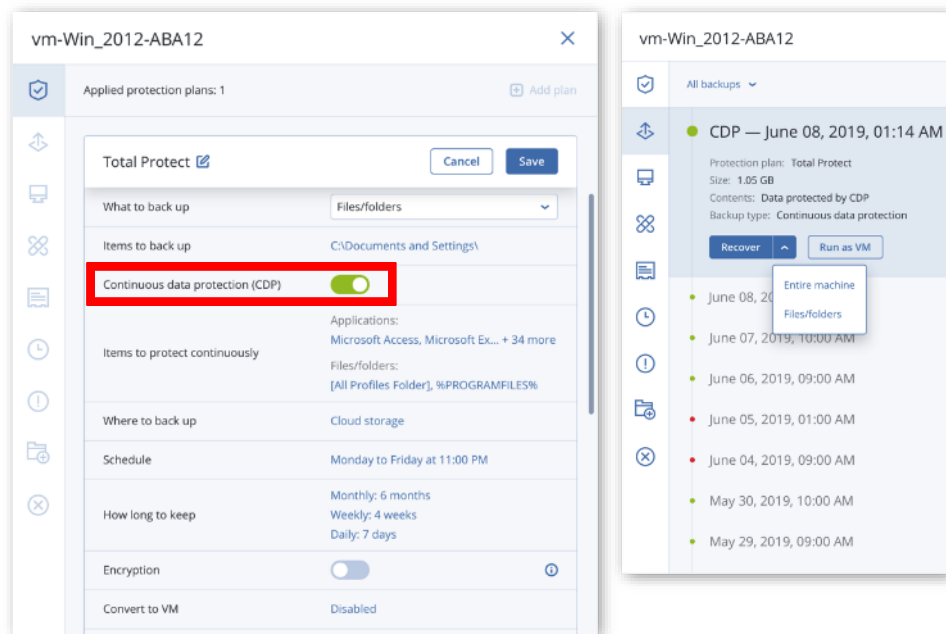 vm-Win_2012-ABA12
Applied protection plans: 1
Add plan
Total Protect
Cancel
Save
What to back up
Files/folders
Items to back up
C:\Documents and Settings\
Continuous data protection (CDP)
Items to protect continuously
Applications:
Microsoft Access, Microsoft Ex... + 34 more
Files/folders:
[All Profiles Folder], %PROGRAMFILES%
Where to back up
Cloud storage
Schedule
Monday to Friday at 11:00 PM
How long to keep
Monthly: 6 months
Weekly: 4 weeks
Daily: 7 days
Encryption
Convert to VM
Disabled
vm-Win_2012-ABA12
All backups
CDP — June 08, 2019, 01:14 AM
Protection plan: Total Protect
Size: 1.05 GB
Contents: Data protected by CDP
Backup type: Continuous data protection
Recover
Run as VM
Entire machine
Files/folders
June 08, 20
June 07, 2019, 10:00 AM
June 06, 2019, 09:00 AM
June 05, 2019, 01:00 AM
June 04, 2019, 09:00 AM
May 30, 2019, 10:00 AM
May 29, 2019, 09:00 AM